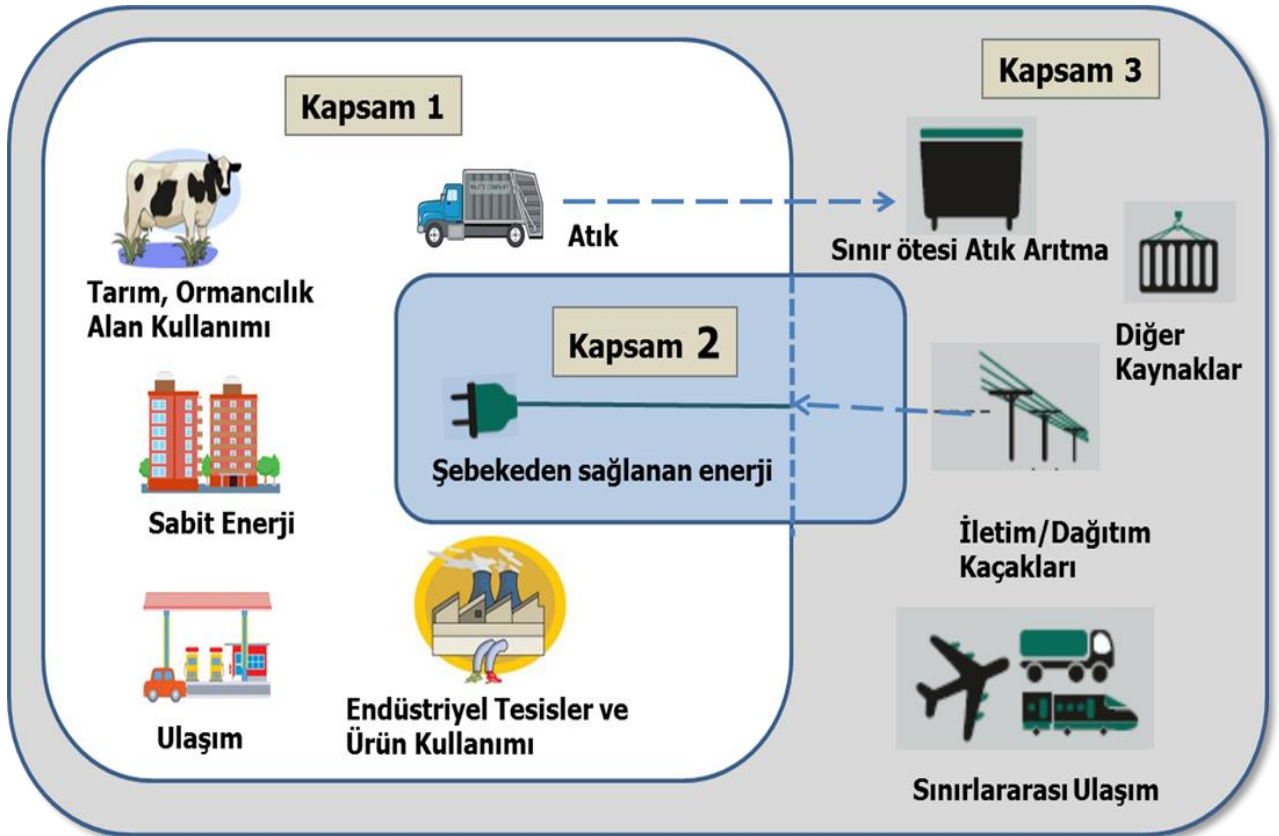 Kapsam 1
Kapsam 3
Atık
Tarım, Ormancılık
Alan Kullanımı
Sınır ötesi Atık Arıtma
Diğer
Kaynaklar
Kapsam 2
Şebekeden sağlanan enerji
Sabit Enerji
İletim/Dağıtım
Kaçakları
Ulaşım
Endüstriyel Tesisler ve
Ürün Kullanımı
Sınırlararası Ulaşım